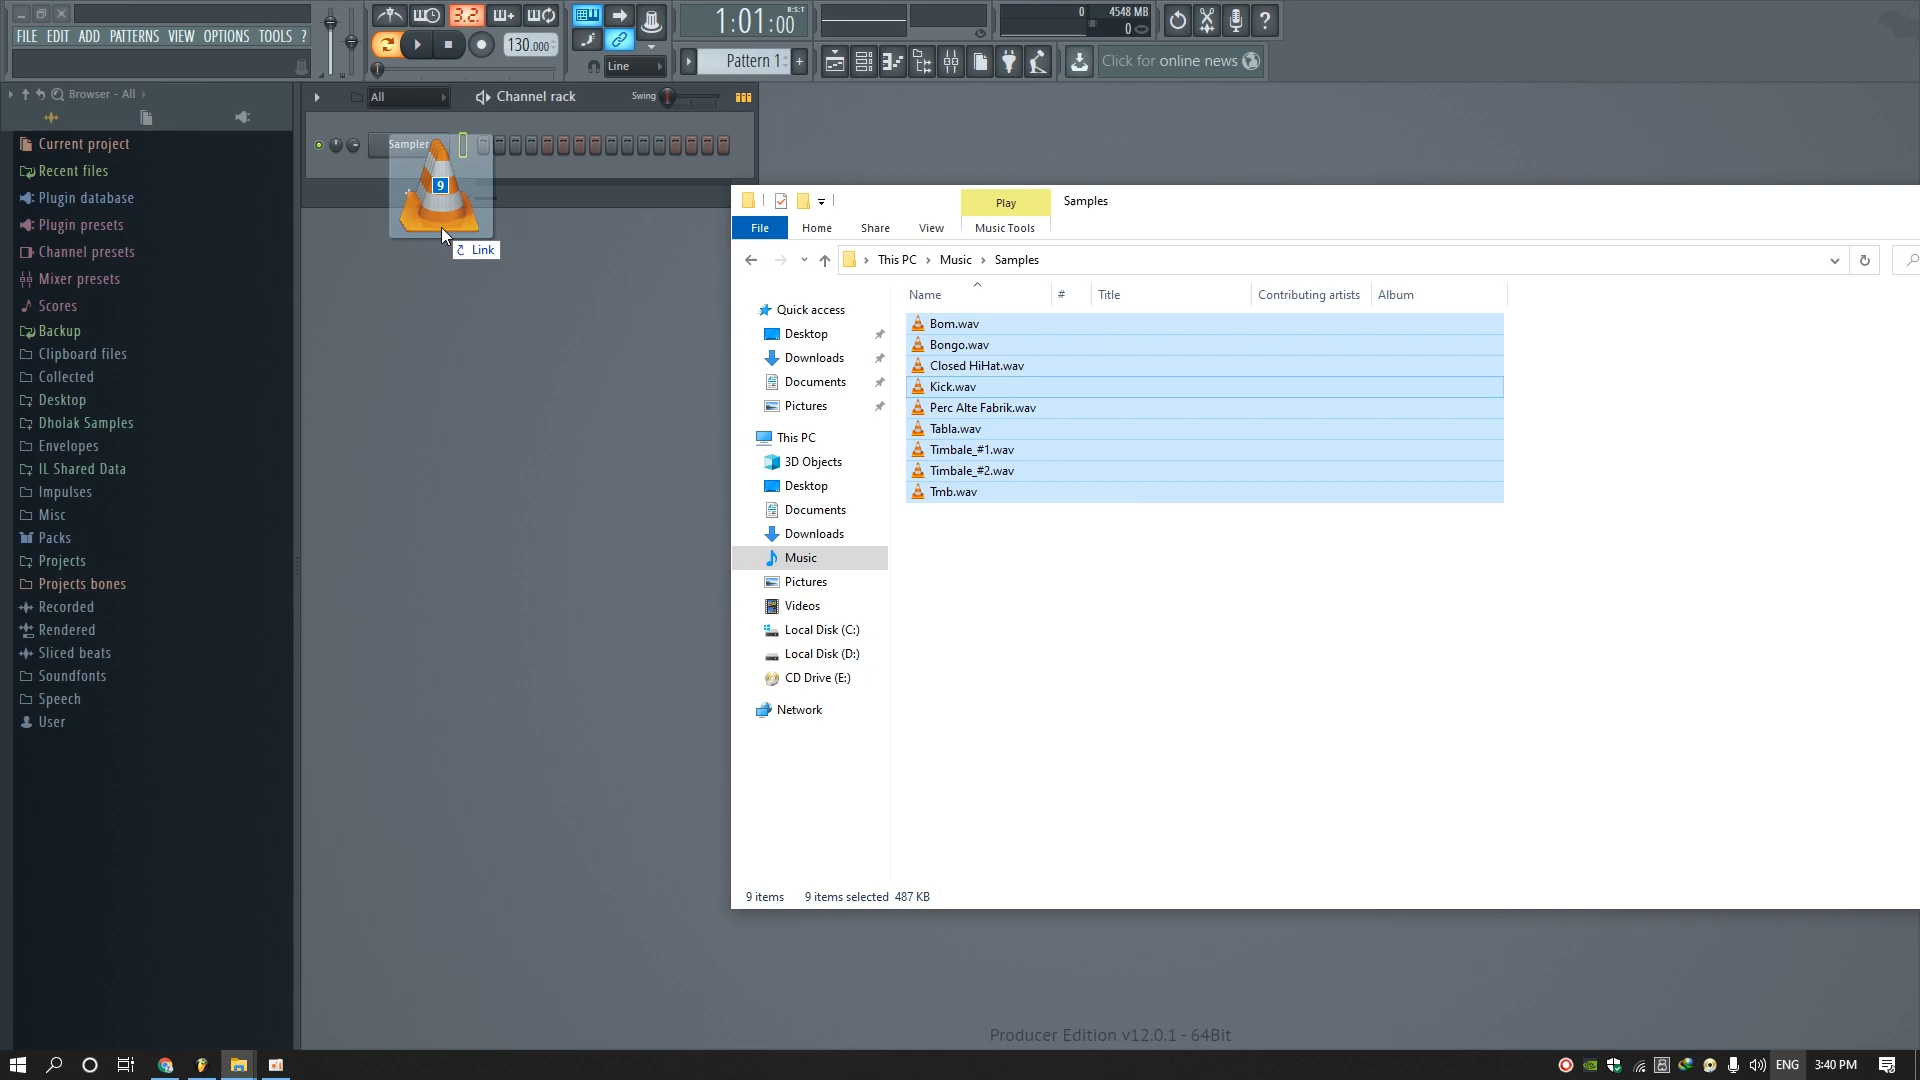 FILE EDIT ADD PATTERNS VIEW OPTIONS TOOLS ?
3.2.
130.000
Line
1:01:00
B:S:T
Pattern 1
0
4548 MB
0
Click for online news
Browser - All
All
Channel rack
Swing
Sampler
9
Link
Current project
Recent files
Plugin database
Plugin presets
Channel presets
Mixer presets
Scores
Backup
Clipboard files
Collected
Desktop
Dholak Samples
Envelopes
IL Shared Data
Impulses
Misc
Packs
Projects
Projects bones
Recorded
Rendered
Sliced beats
Soundfonts
Speech
User
Play
Samples
File
Home
Share
View
Music Tools
This PC
Music
Samples
Name
#
Title
Contributing artists
Album
Quick access
Desktop
Downloads
Documents
Pictures
This PC
3D Objects
Desktop
Documents
Downloads
Music
Pictures
Videos
Local Disk (C:)
Local Disk (D:)
CD Drive (E:)
Network
Bom.wav
Bongo.wav
Closed HiHat.wav
Kick.wav
Perc Alte Fabrik.wav
Tabla.wav
Timbale_#1.wav
Timbale_#2.wav
Tmb.wav
9 items
9 items selected 487 KB
Producer Edition v12.0.1 - 64Bit
ENG
3:40 PM